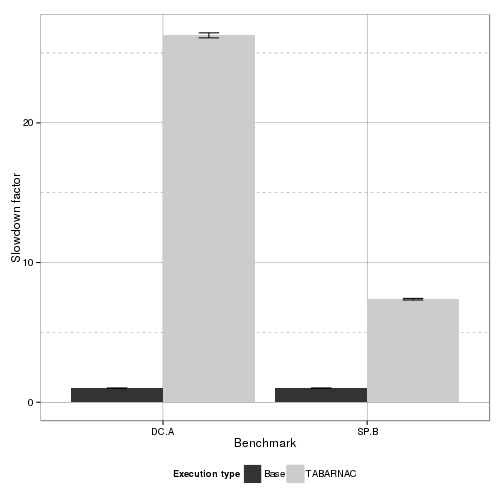 Slowdown factor
20
10
0
DC.A SP.B
Benchmark
Execution type Base TABARNAC